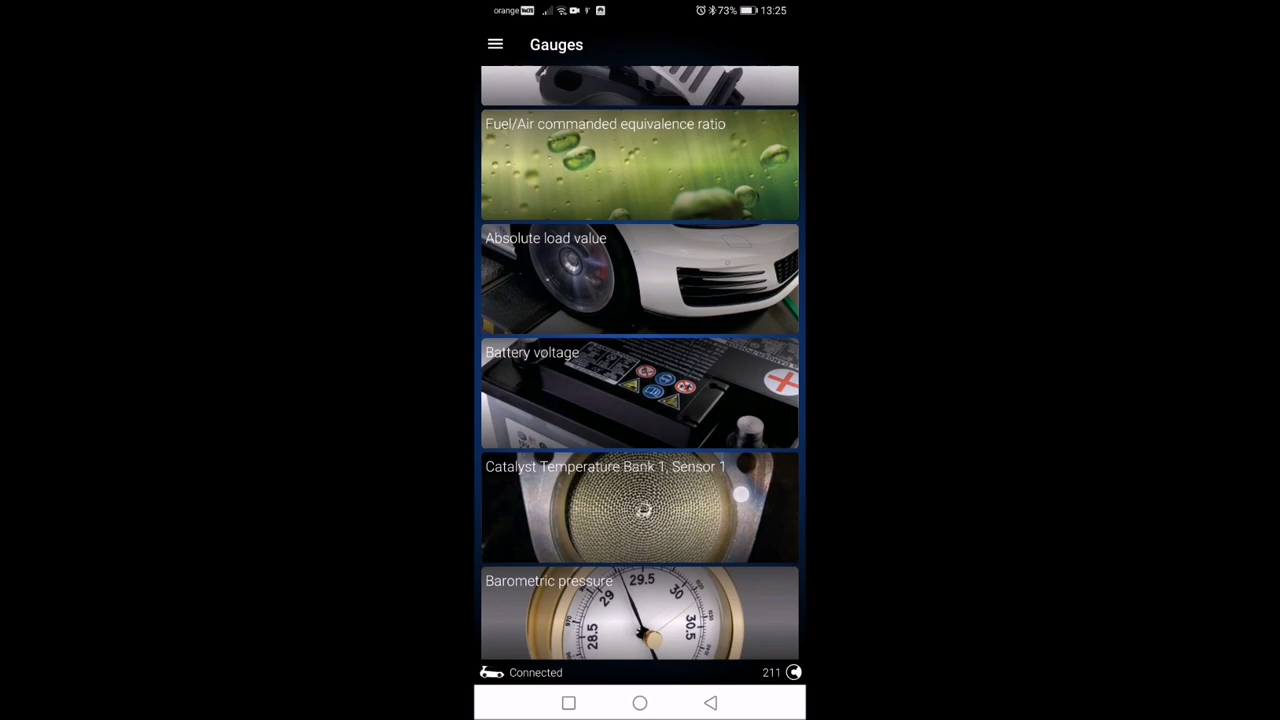 orange VoLTE 73% 13:25
Gauges
Fuel/Air commanded equivalence ratio
Absolute load value
Battery voltage
Catalyst Temperature Bank 1, Sensor 1
Barometric pressure
29.5
29
30
28.5
30.5
Connected
211